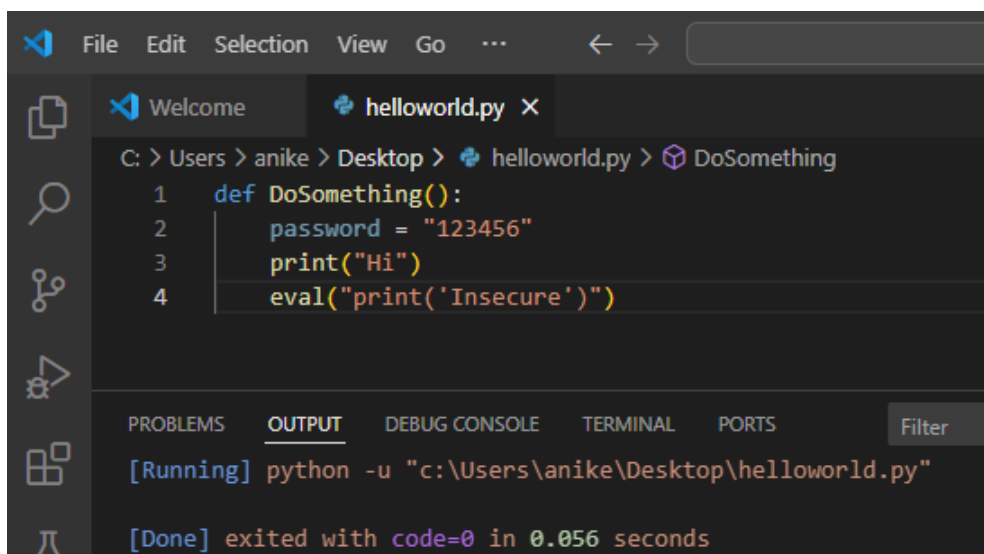 File Edit Selection View Go ...
Welcome helloworld.py
C: > Users > anike > Desktop > helloworld.py > DoSomething
1 def DoSomething():
2     password = "123456"
3     print("Hi")
4     eval("print('Insecure')")
PROBLEMS OUTPUT DEBUG CONSOLE TERMINAL PORTS Filter
[Running] python -u "c:\Users\anike\Desktop\helloworld.py"
[Done] exited with code=0 in 0.056 seconds